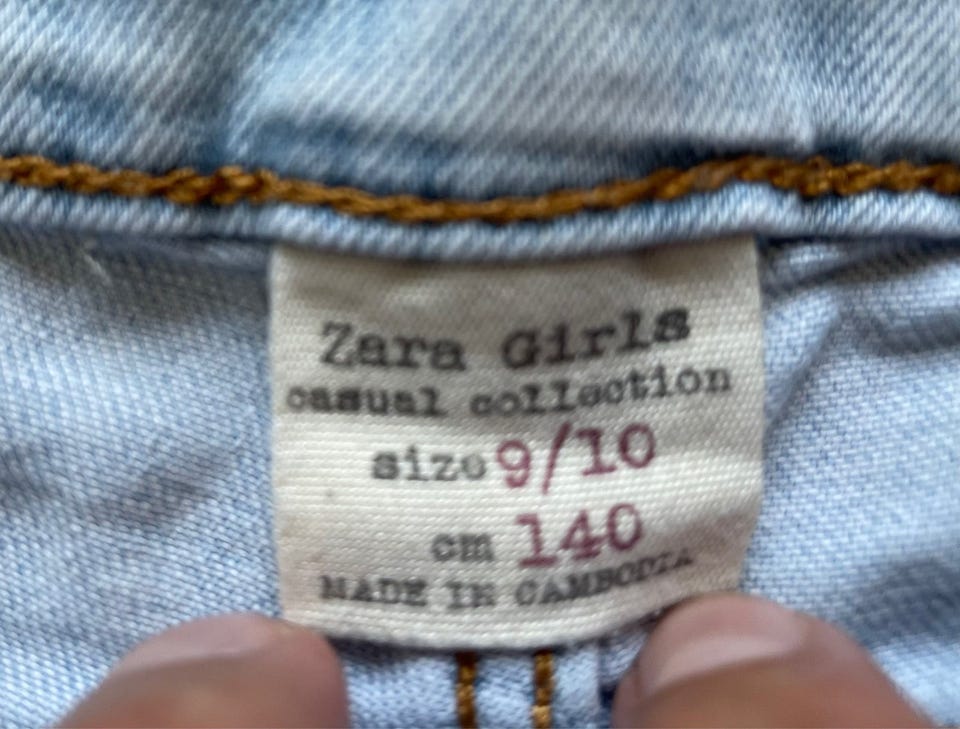 Zara Girls
casual collection
size 9/10
cm 140
MADE IN CAMBODIA